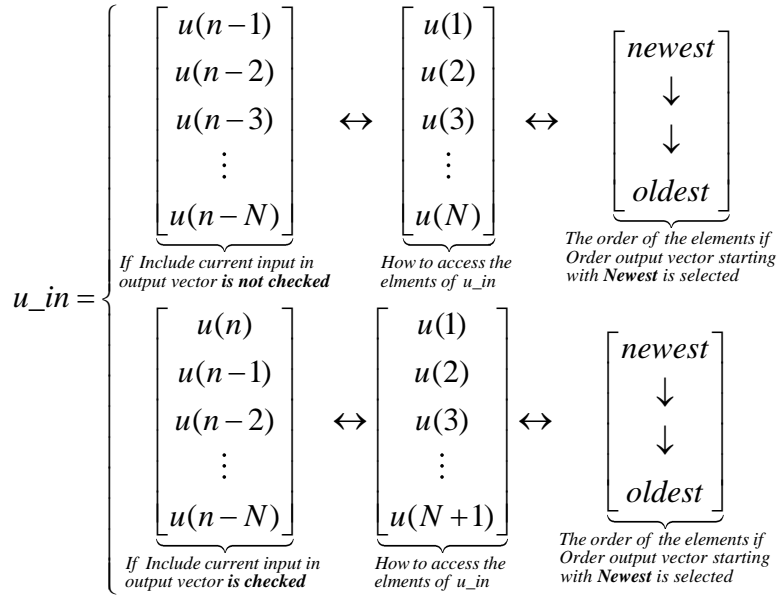 u(n−1) u(1) newest
u(n−2) u(2) ↓
u(n−3) ↔ u(3) ↔ ↓
⋮ ⋮
u(n−N) u(N) oldest
If Include current input in
output vector is not checked
How to access the
elments of u_in
The order of the elements if
Order output vector starting
with Newest is selected
u_in =
u(n) u(1) newest
u(n−1) u(2) ↓
u(n−2) ↔ u(3) ↔ ↓
⋮ ⋮
u(n−N) u(N+1) oldest
If Include current input in
output vector is checked
How to access the
elments of u_in
The order of the elements if
Order output vector starting
with Newest is selected